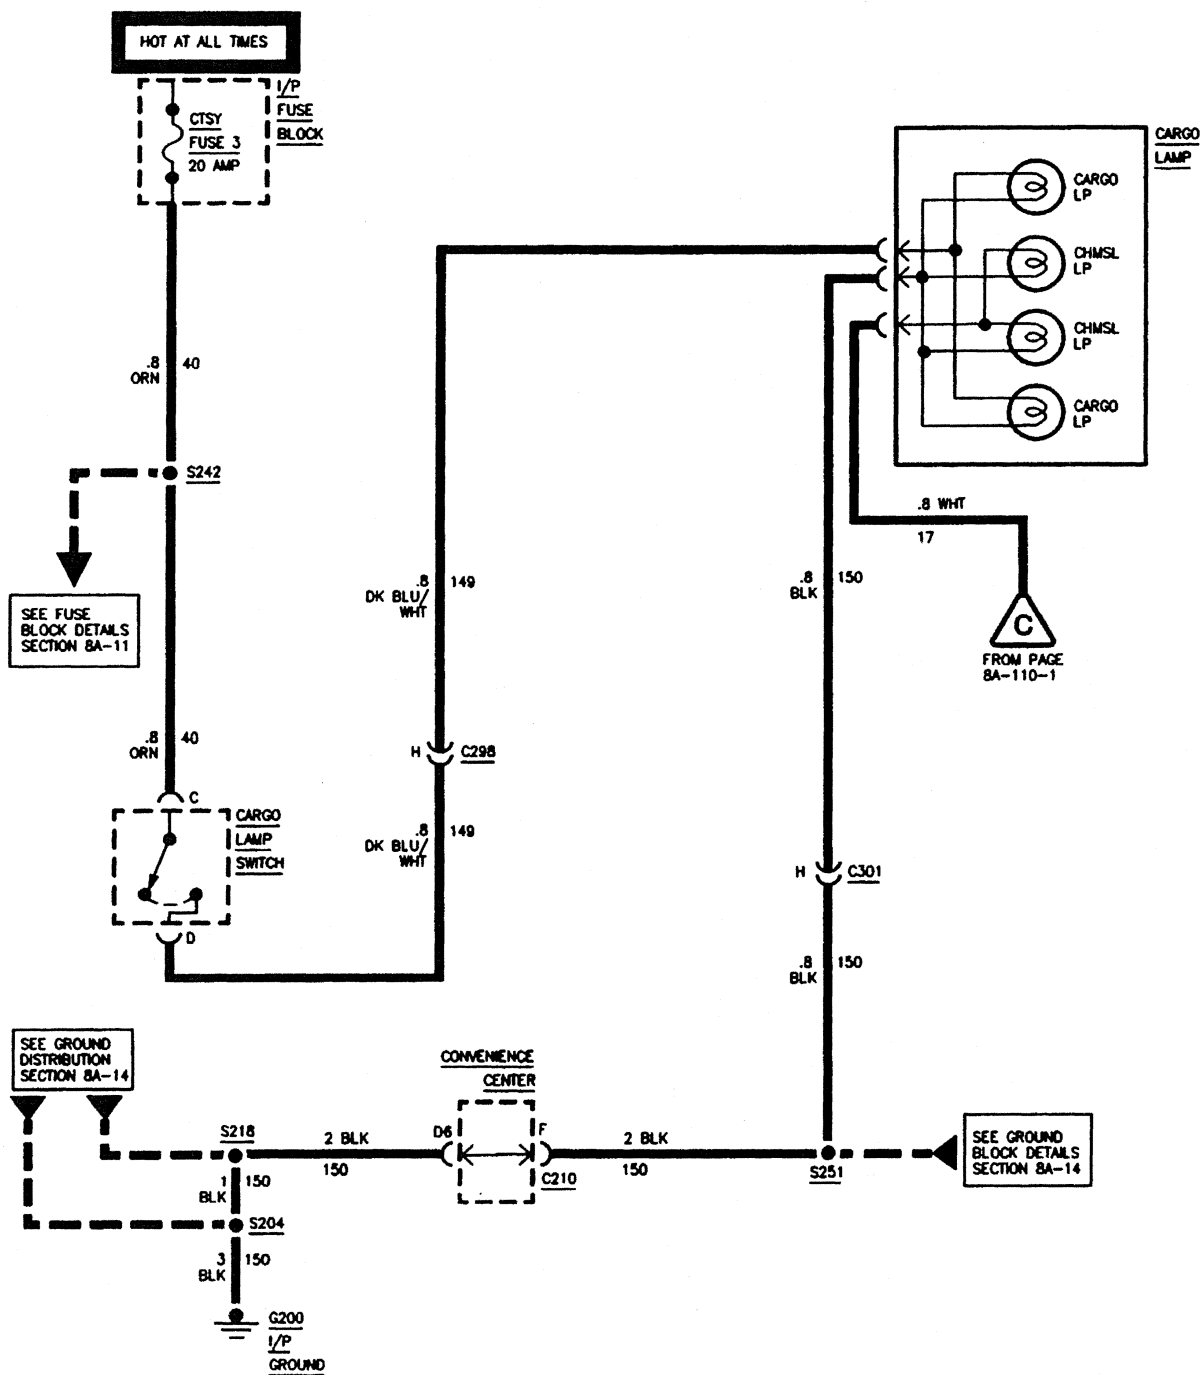 HOT AT ALL TIMES
I/P
FUSE
BLOCK
CTSY
FUSE 3
20 AMP
CARGO
LAMP
CARGO
LP
CHMSL
LP
CHMSL
LP
CARGO
LP
.8
ORN
40
S242
SEE FUSE
BLOCK DETAILS
SECTION 8A-11
.8 WHT
17
C
FROM PAGE
8A-110-1
.8
DK BLU/
WHT
149
.8
BLK
150
.8
ORN
40
H
C298
C
CARGO
LAMP
SWITCH
D
.8
DK BLU/
WHT
149
H
C301
.8
BLK
150
SEE GROUND
DISTRIBUTION
SECTION 8A-14
CONVENIENCE
CENTER
S218
2 BLK
150
D6
F
C210
2 BLK
150
S251
SEE GROUND
BLOCK DETAILS
SECTION 8A-14
1
BLK
150
S204
3
BLK
150
G200
I/P
GROUND